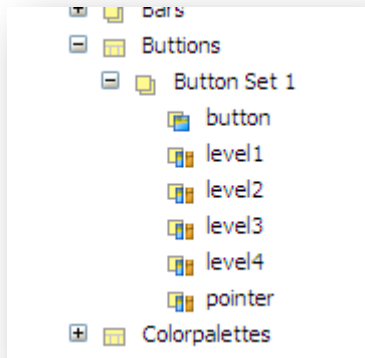 Bars
Buttions
Button Set 1
button
level1
level2
level3
level4
pointer
Colorpalettes